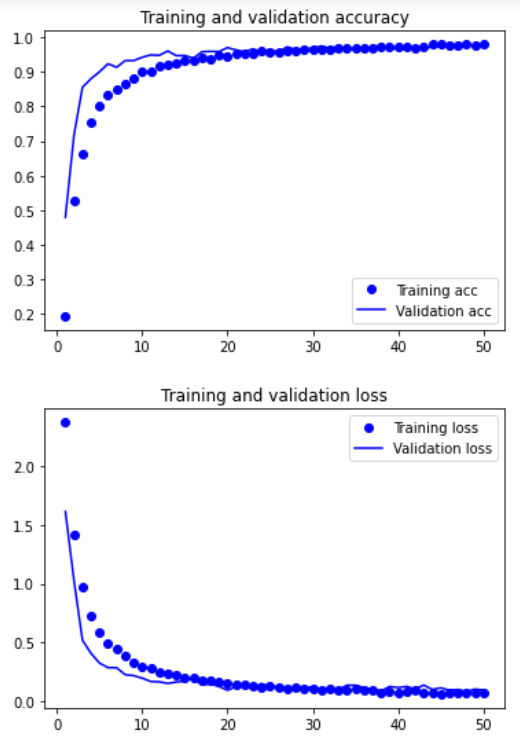 Training and validation accuracy
1.0
0.9
0.8
0.7
0.6
0.5
0.4
0.3
0.2
Training acc
Validation acc
0 10 20 30 40 50
Training and validation loss
Training loss
Validation loss
2.0
1.5
1.0
0.5
0.0
0 10 20 30 40 50